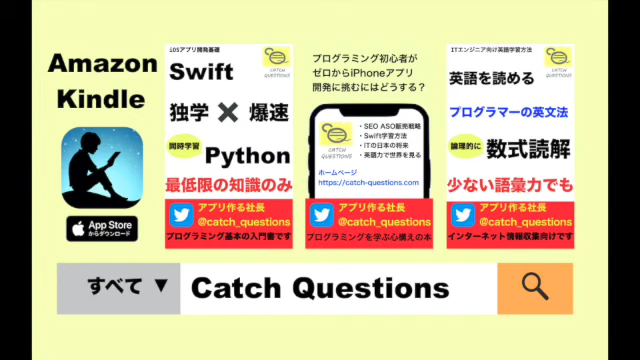 Amazon
Kindle
App Store
からダウンロード
iOSアプリ開発基礎
CATCH
QUESTIONS
Swift
独学 ✖ 爆速
同時学習
Python
最低限の知識のみ
アプリ作る社長
@catch_questions
プログラミング基本の入門書です
プログラミング初心者が
ゼロからiPhoneアプリ
開発に挑むにはどうする？
CATCH
QUESTIONS
・SEO ASO販売戦略
・Swift学習方法
・ITの日本の将来
・英語力で世界を見る
ホームページ
https://catch-questions.com
アプリ作る社長
@catch_questions
プログラミングを学ぶ心構えの本
ITエンジニア向け英語学習方法
CATCH
QUESTIONS
英語を読める
プログラマーの英文法
論理的に
数式読解
少ない語彙力でも
アプリ作る社長
@catch_questions
インターネット情報収集向けです
すべて ▼
Catch Questions